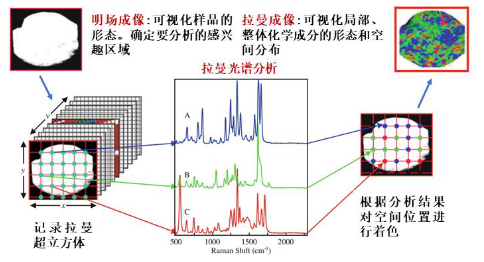 明场成像:可视化样品的
形态。确定要分析的感兴
趣区域
拉曼成像:可视化局部、
整体化学成分的形态和空
间分布
拉曼光谱分析
A
B
C
ν
y
x
500
1000
1500
2000
Raman Shift (cm⁻¹)
记录拉曼
超立方体
根据分析结果
对空间位置进
行着色